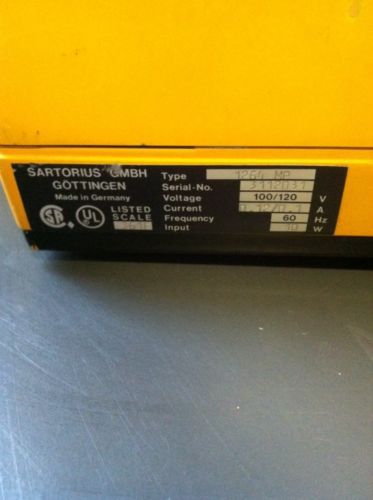 SARTORIUS GMBH
GÖTTINGEN
Made in Germany
LISTED
SCALE
Type 1264 MP
Serial-No. 3112031
Voltage 100/120 V
Current A
Frequency 60 Hz
Input W